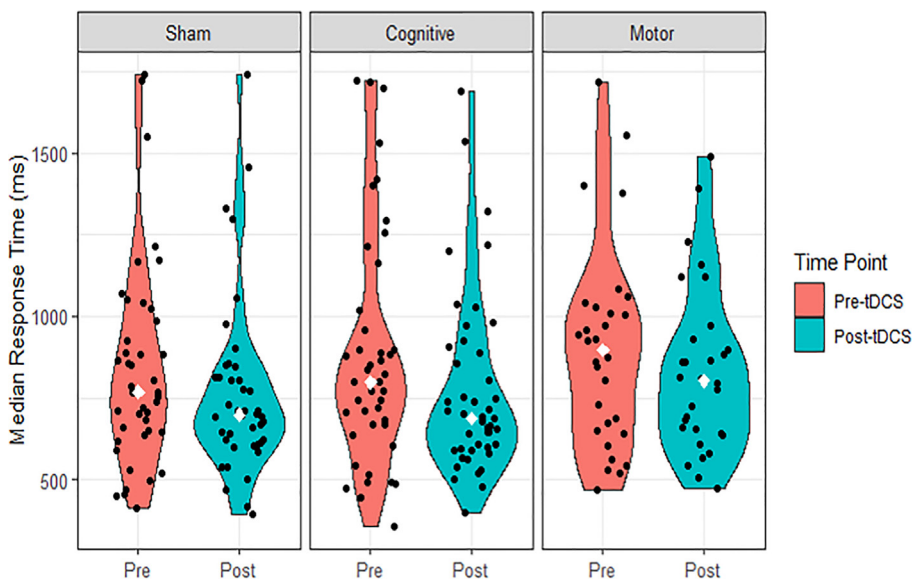 Sham Cognitive Motor
Median Response Time (ms)
1500
1000
500
Pre Post Pre Post Pre Post
Time Point
Pre-tDCS
Post-tDCS